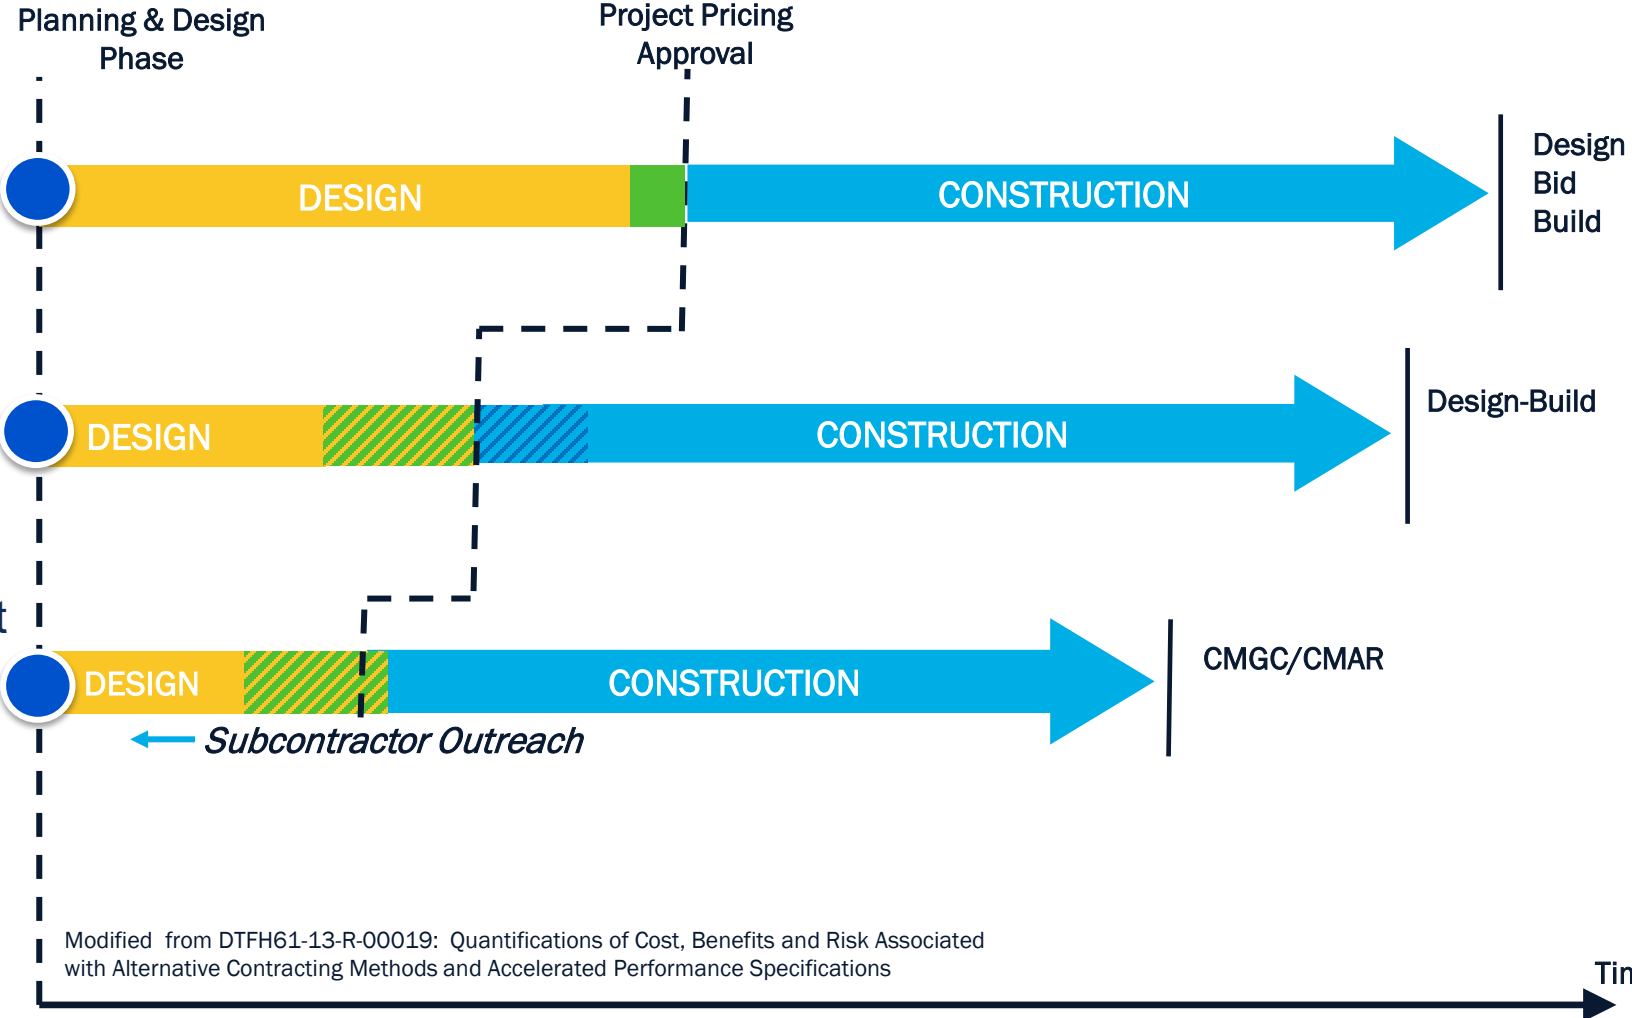 Planning & Design
Phase
Project Pricing
Approval
DESIGN
CONSTRUCTION
Design
Bid
Build
DESIGN
CONSTRUCTION
Design-Build
t
DESIGN
CONSTRUCTION
CMGC/CMAR
Subcontractor Outreach
Modified from DTFH61-13-R-00019: Quantifications of Cost, Benefits and Risk Associated
with Alternative Contracting Methods and Accelerated Performance Specifications